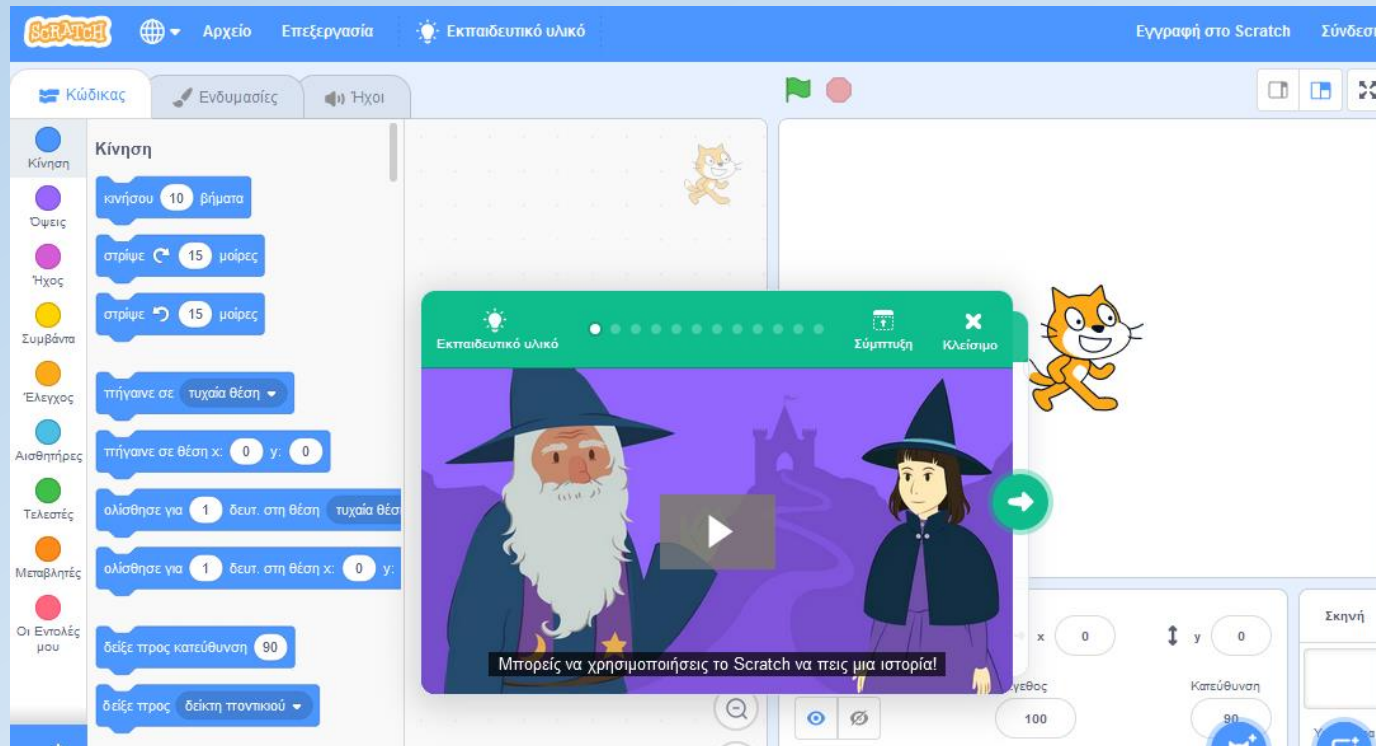 SCRATCH Αρχείο Επεξεργασία Εκπαιδευτικό υλικό Εγγραφή στο Scratch
Κώδικας Ενδυμασίες Ήχοι
Κίνηση
Όψεις
Ήχος
Συμβάντα
Έλεγχος
Αισθητήρες
Τελεστές
Μεταβλητές
Οι Εντολές
μου
Κίνηση
κινήσου 10 βήματα
στρίψε 15 μοίρες
στρίψε 15 μοίρες
πήγαινε σε τυχαία θέση
πήγαινε σε θέση x: 0 y: 0
ολίσθησε για 1 δευτ. στη θέση τυχαία
ολίσθησε για 1 δευτ. στη θέση x: 0 y:
δείξε προς κατεύθυνση 90
δείξε προς δείκτη ποντικιού
Εκπαιδευτικό υλικό Σύμπτυξη Κλείσιμο
Μπορείς να χρησιμοποιήσεις το Scratch να πεις μια ιστορία!
x 0 y 0
Κατεύθυνση
100 90
Σκηνή